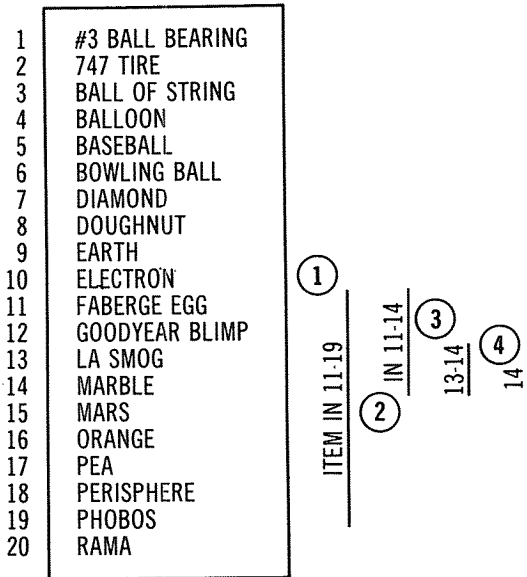 1 #3 BALL BEARING
2 747 TIRE
3 BALL OF STRING
4 BALLOON
5 BASEBALL
6 BOWLING BALL
7 DIAMOND
8 DOUGHNUT
9 EARTH
10 ELECTRON
11 FABERGE EGG
12 GOODYEAR BLIMP
13 LA SMOG
14 MARBLE
15 MARS
16 ORANGE
17 PEA
18 PERISPHERE
19 PHOBOS
20 RAMA
1
ITEM IN 11-19
2
IN 11-14
3
13-14
4
14